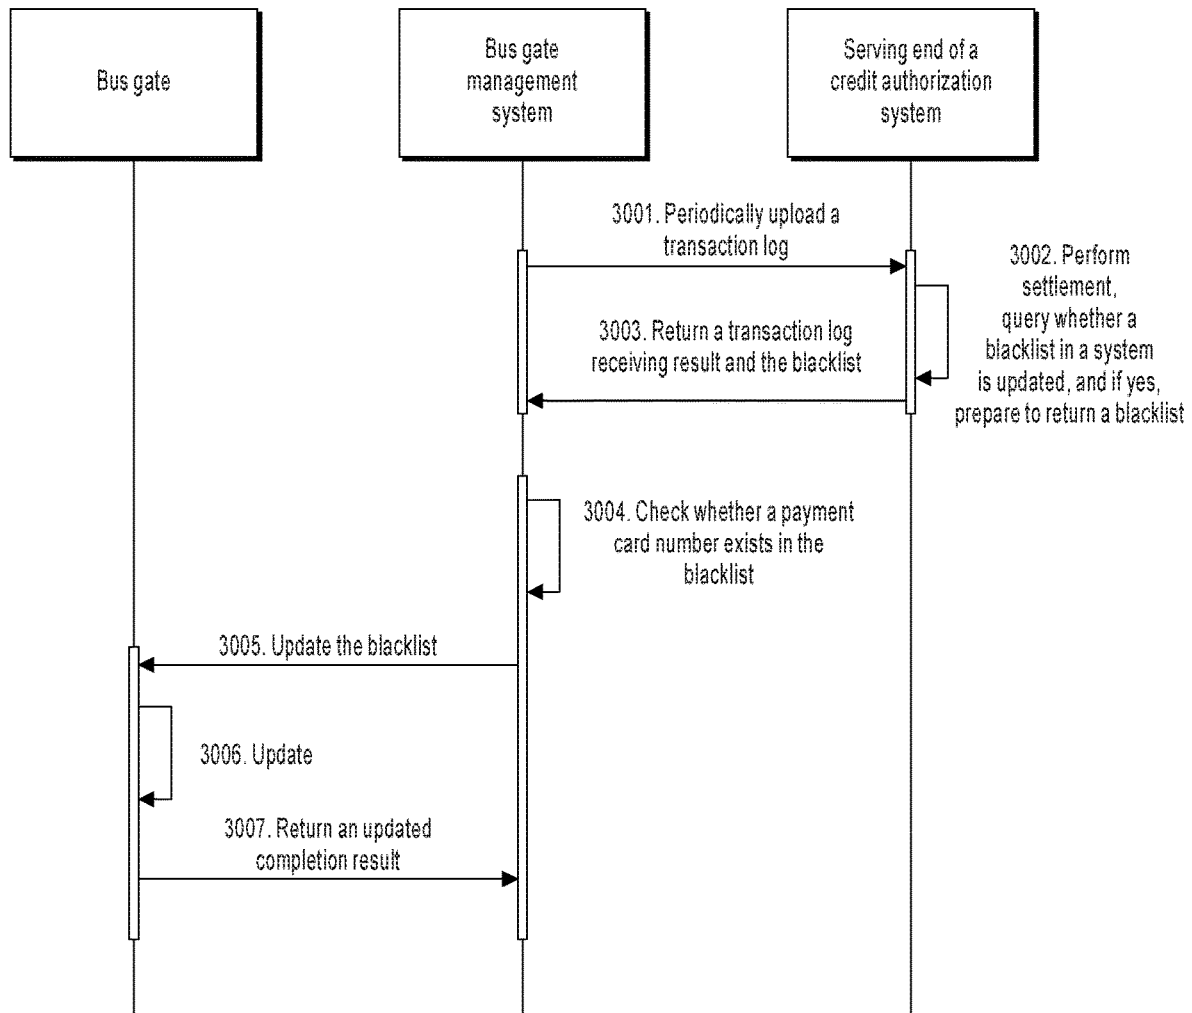 Bus gate
Bus gate
management
system
Serving end of a
credit authorization
system
3001. Periodically upload a
transaction log
3002. Perform
settlement,
query whether a
blacklist in a system
is updated, and if yes,
prepare to return a blacklist
3003. Return a transaction log
receiving result and the blacklist
3004. Check whether a payment
card number exists in the
blacklist
3005. Update the blacklist
3006. Update
3007. Return an updated
completion result